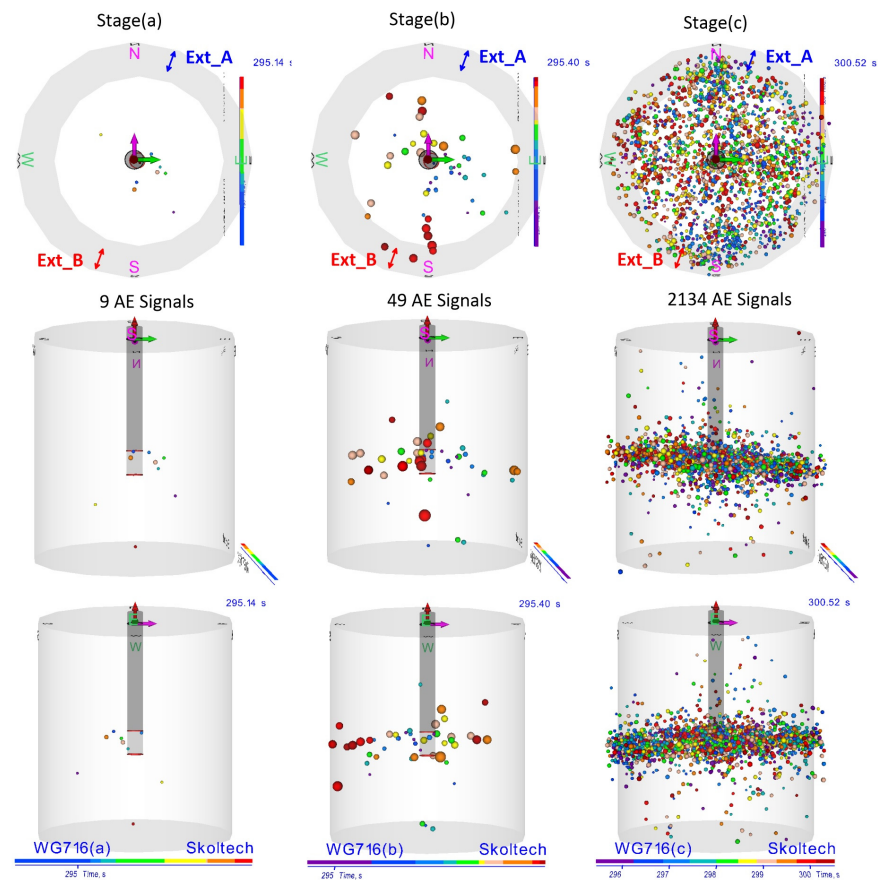 Stage(a)
Stage(b)
Stage(c)
N
Ext_A
295.14 s
N
Ext_A
295.40 s
N
Ext_A
300.52 s
W
E
W
E
W
E
Ext_B
S
Ext_B
S
Ext_B
S
9 AE Signals
49 AE Signals
2134 AE Signals
S
N
S
N
S
N
295.14 s
295.40 s
300.52 s
W
W
W
WG716(a)
Skoltech
WG716(b)
Skoltech
WG716(c)
Skoltech
295 Time, s
295 Time, s
296 297 298 299 300 Time, s